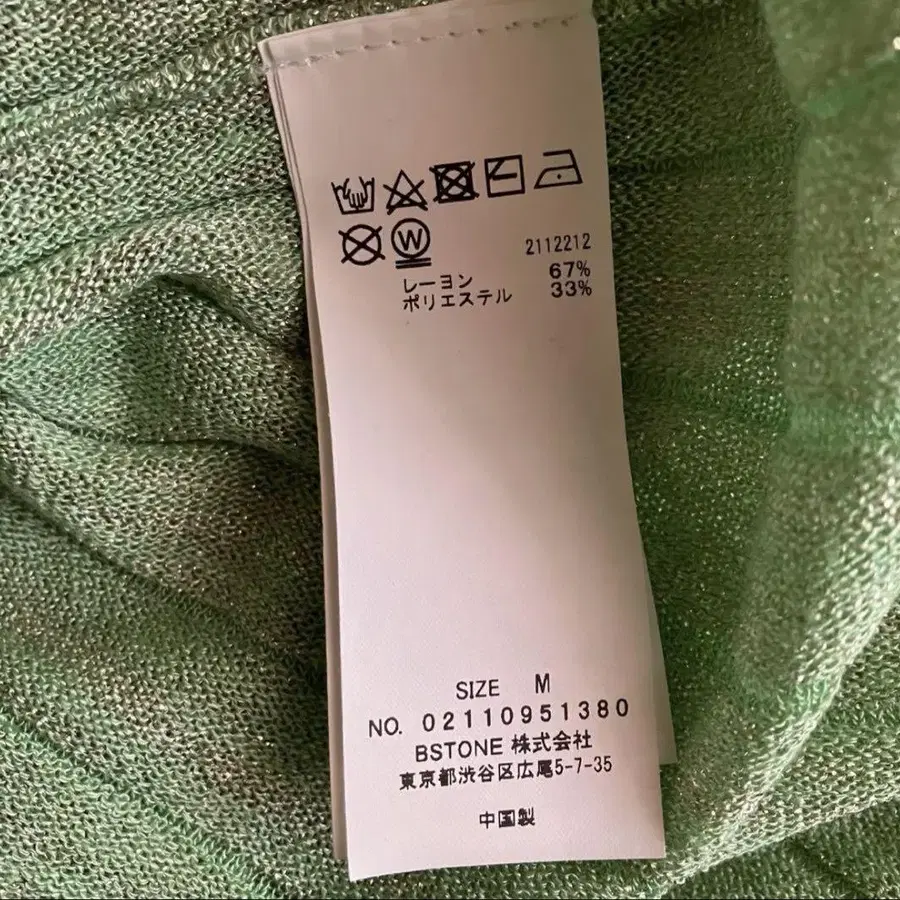 W 2112212
レーヨン 67%
ポリエステル 33%
SIZE M
NO. 02110951380
BSTONE 株式会社
東京都渋谷区広尾5-7-35
中国製